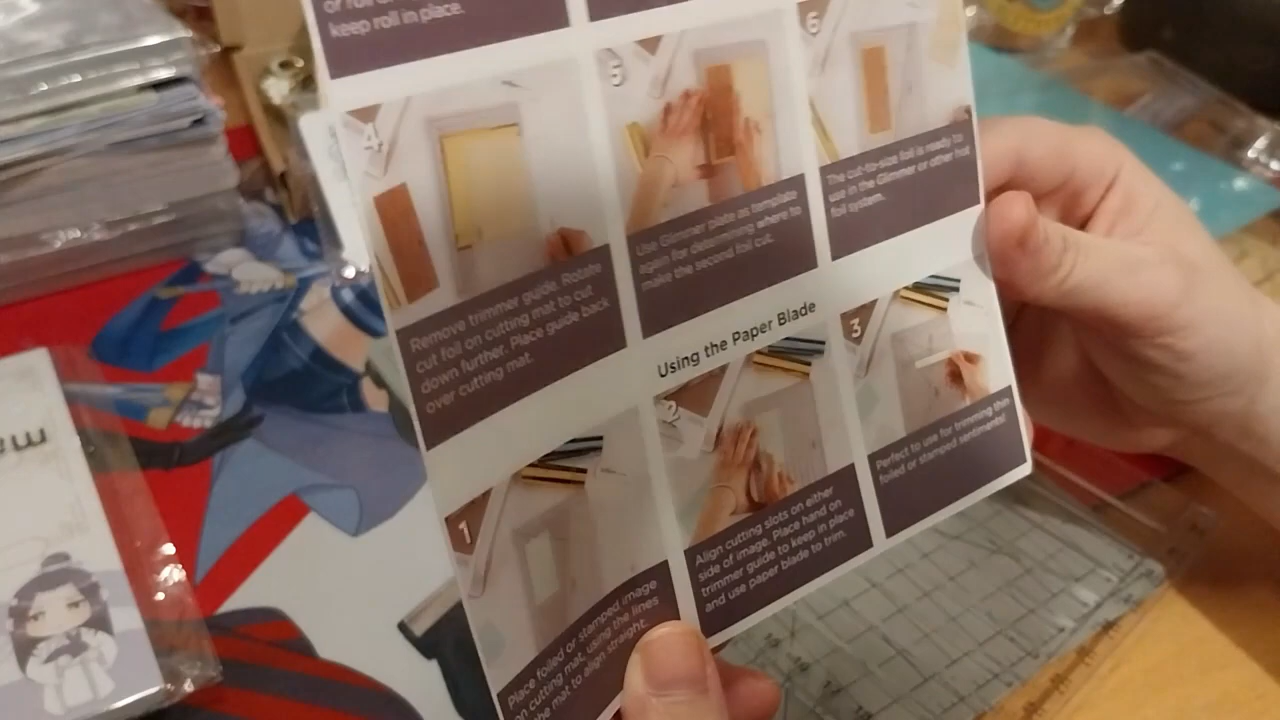 keep roll in place.
4
Remove trimmer guide. Rotate
cut foil on cutting mat to cut
down further. Place guide back
over cutting mat.
5
Use Glimmer plate as template
again for determining where to
make the second foil cut.
6
The cut-to-size foil is ready to
use in the Glimmer or other hot
foil system.
Using the Paper Blade
1
Place foiled or stamped image
on cutting mat, using the lines
the mat to align straight.
2
Align cutting slots on either
side of image. Place hand on
trimmer guide to keep in place
and use paper blade to trim.
3
Perfect to use for trimming thin
foiled or stamped sentiments!